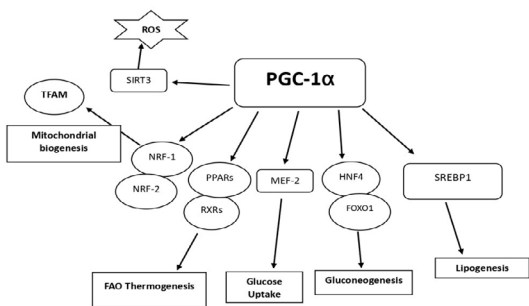 ROS
SIRT3
PGC-1α
TFAM
Mitochondrial
biogenesis
NRF-1
NRF-2
PPARs
RXRs
MEF-2
HNF4
FOXO1
SREBP1
FAO Thermogenesis
Glucose
Uptake
Gluconeogenesis
Lipogenesis